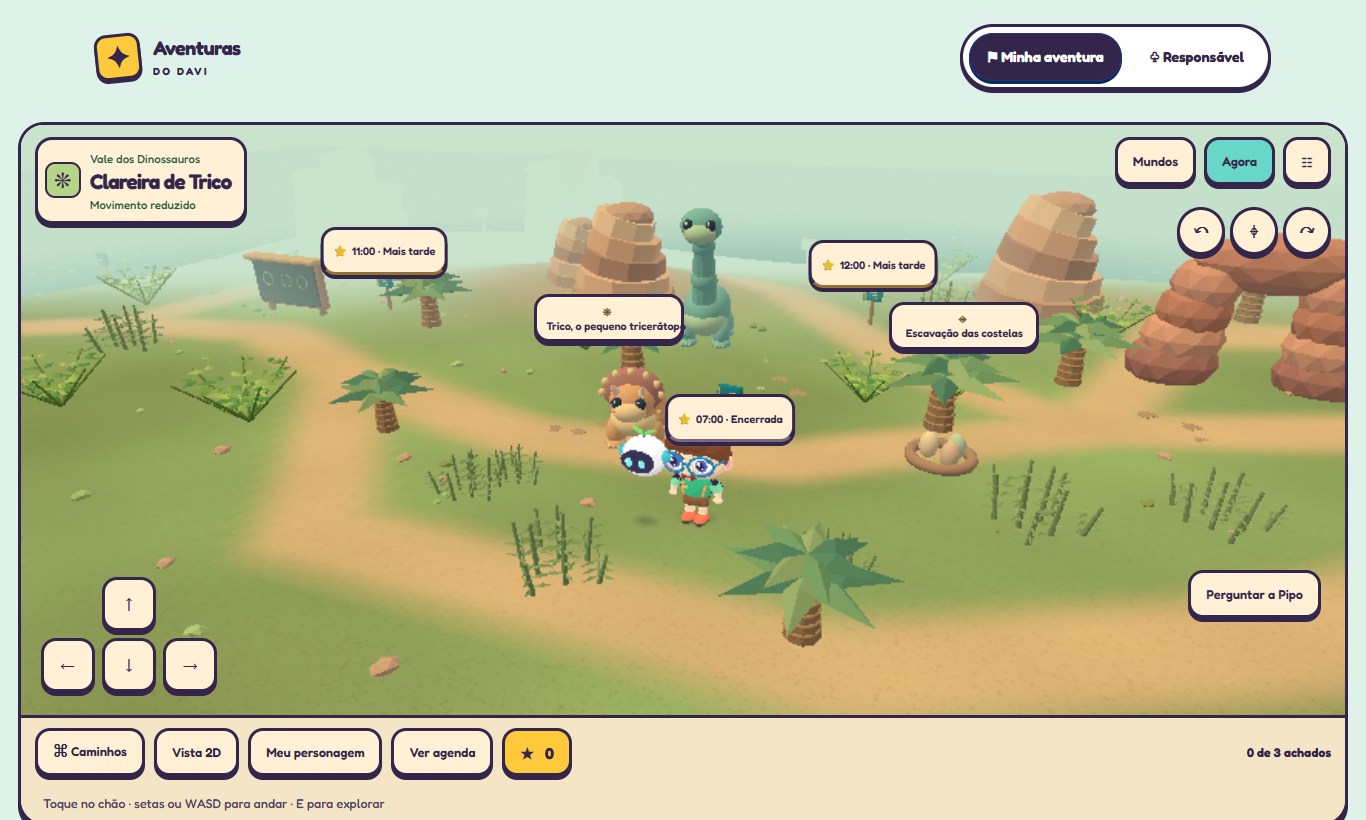 Aventuras
DO DAVI
Minha aventura
Responsável
Vale dos Dinossauros
Clareira de Trico
Movimento reduzido
Mundos
Agora
11:00 · Mais tarde
12:00 · Mais tarde
Trico, o pequeno tricerátopo
Escavação das costelas
07:00 · Encerrada
Perguntar a Pipo
↑
← ↓ →
⌘ Caminhos
Vista 2D
Meu personagem
Ver agenda
★ 0
0 de 3 achados
Toque no chão · setas ou WASD para andar · E para explorar